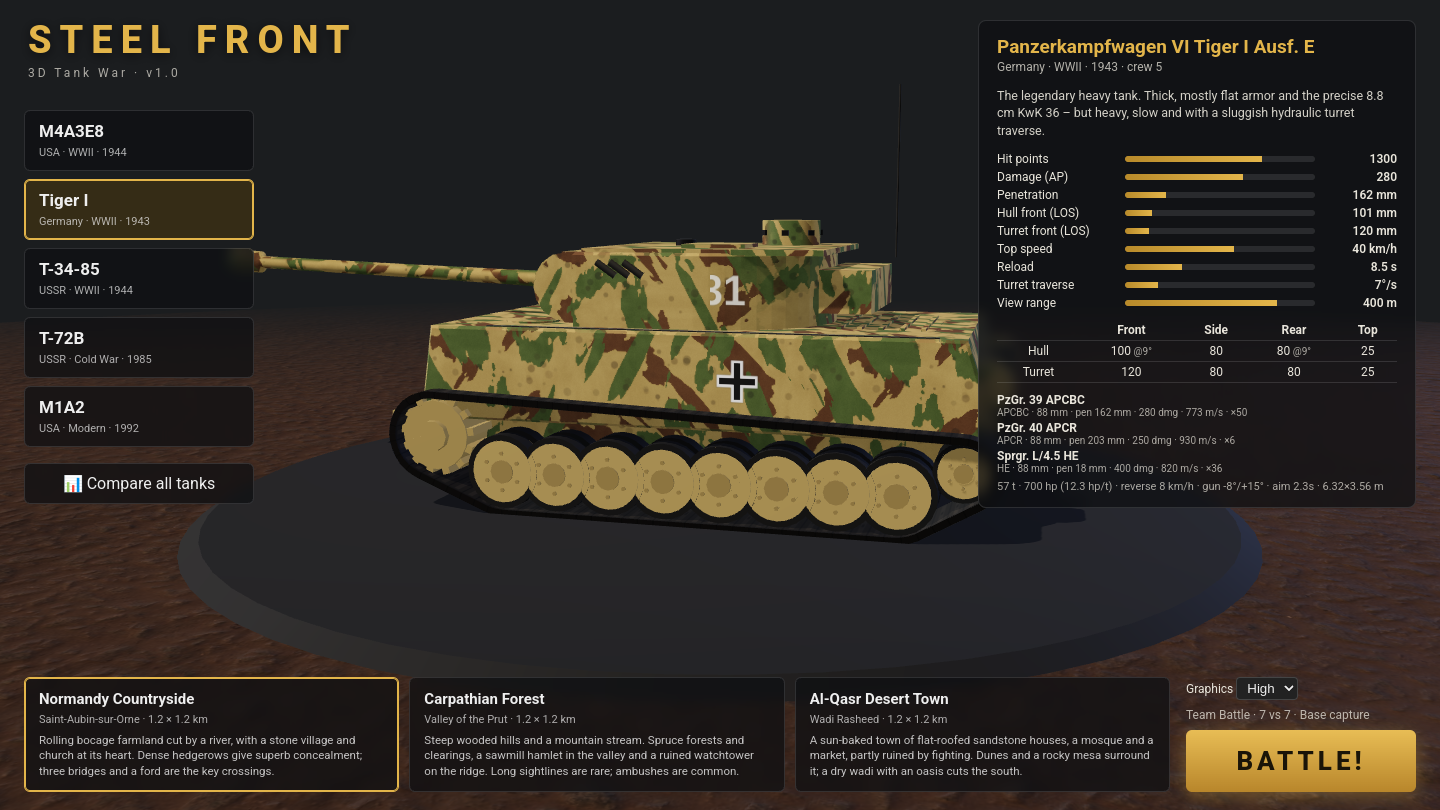 STEEL FRONT
3D Tank War · v1.0
M4A3E8
USA · WWII · 1944
Tiger I
Germany · WWII · 1943
T-34-85
USSR · WWII · 1944
T-72B
USSR · Cold War · 1985
M1A2
USA · Modern · 1992
📊 Compare all tanks
31
Panzerkampfwagen VI Tiger I Ausf. E
Germany · WWII · 1943 · crew 5
The legendary heavy tank. Thick, mostly flat armor and the precise 8.8
cm KwK 36 – but heavy, slow and with a sluggish hydraulic turret
traverse.
Hit points 1300
Damage (AP) 280
Penetration 162 mm
Hull front (LOS) 101 mm
Turret front (LOS) 120 mm
Top speed 40 km/h
Reload 8.5 s
Turret traverse 7°/s
View range 400 m
Front Side Rear Top
Hull 100 @9° 80 80 @9° 25
Turret 120 80 80 25
PzGr. 39 APCBC
APCBC · 88 mm · pen 162 mm · 280 dmg · 773 m/s · ×50
PzGr. 40 APCR
APCR · 88 mm · pen 203 mm · 250 dmg · 930 m/s · ×6
Sprgr. L/4.5 HE
HE · 88 mm · pen 18 mm · 400 dmg · 820 m/s · ×36
57 t · 700 hp (12.3 hp/t) · reverse 8 km/h · gun -8°/+15° · aim 2.3s · 6.32×3.56 m
Normandy Countryside
Saint-Aubin-sur-Orne · 1.2 × 1.2 km
Rolling bocage farmland cut by a river, with a stone village and
church at its heart. Dense hedgerows give superb concealment;
three bridges and a ford are the key crossings.
Carpathian Forest
Valley of the Prut · 1.2 × 1.2 km
Steep wooded hills and a mountain stream. Spruce forests and
clearings, a sawmill hamlet in the valley and a ruined watchtower
on the ridge. Long sightlines are rare; ambushes are common.
Al-Qasr Desert Town
Wadi Rasheed · 1.2 × 1.2 km
A sun-baked town of flat-roofed sandstone houses, a mosque and a
market, partly ruined by fighting. Dunes and a rocky mesa surround
it; a dry wadi with an oasis cuts the south.
Graphics High
Team Battle · 7 vs 7 · Base capture
BATTLE!